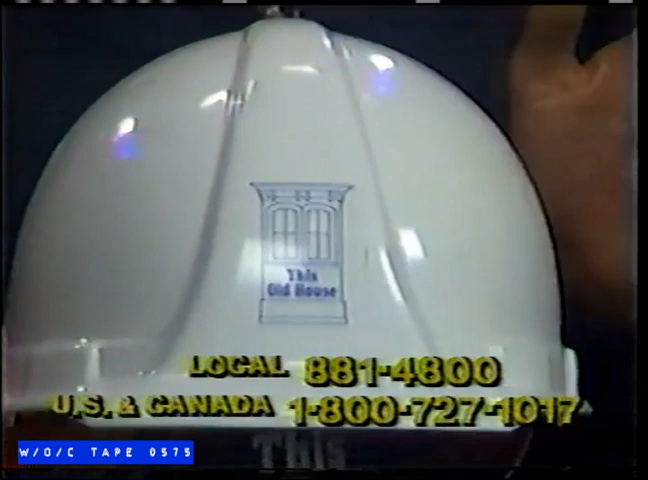 This
Old House
LOCAL 881-4800
U.S. & CANADA 1-800-727-1017
W/O/C TAPE 0575
This